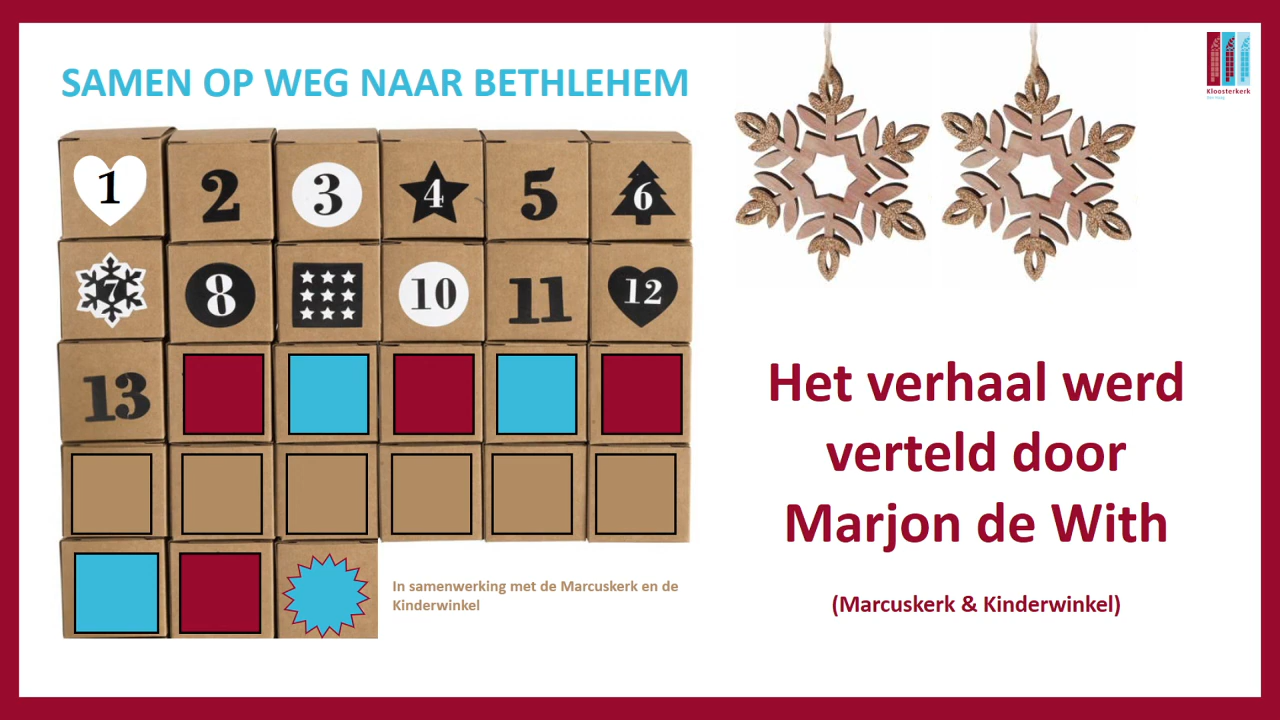 SAMEN OP WEG NAAR BETHLEHEM
Kloosterkerk
1 2 3 4 5 6
7 8 10 11 12
13
Het verhaal werd
verteld door
Marjon de With
(Marcuskerk & Kinderwinkel)
In samenwerking met de Marcuskerk en de
Kinderwinkel